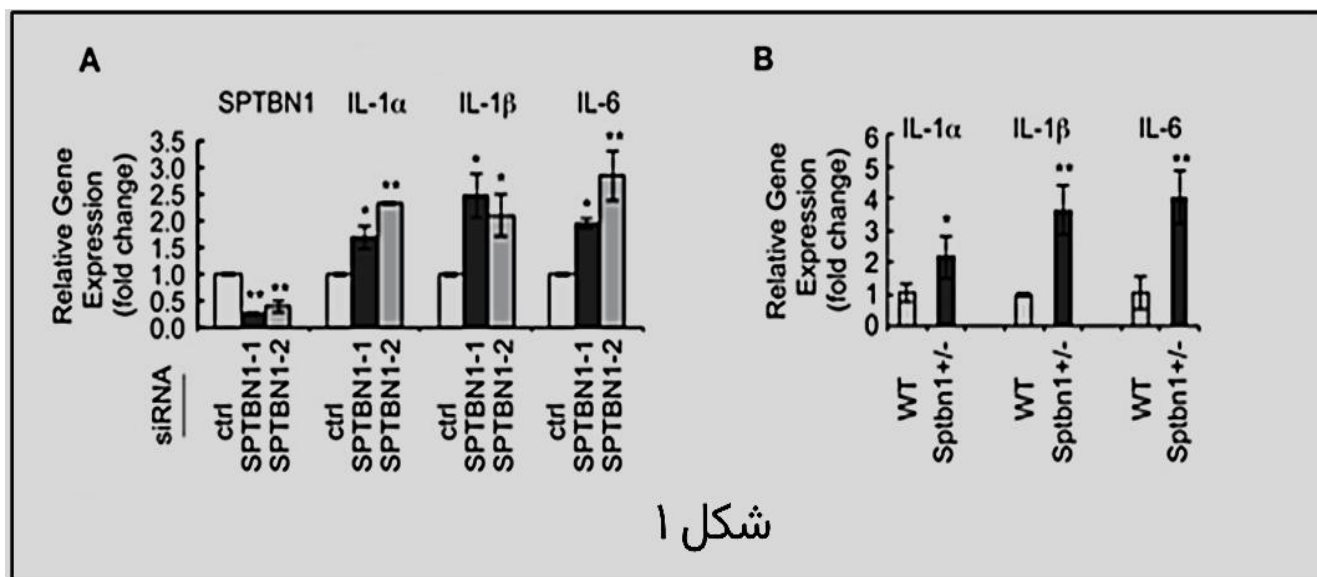 A
SPTBN1 IL-1α IL-1β IL-6
Relative Gene
Expression
(fold change)
3.5
3.0
2.5
2.0
1.5
1.0
0.5
0.0
* ** * * * **
** **
siRNA
ctrl
SPTBN1-1
SPTBN1-2
ctrl
SPTBN1-1
SPTBN1-2
ctrl
SPTBN1-1
SPTBN1-2
ctrl
SPTBN1-1
SPTBN1-2
B
IL-1α IL-1β IL-6
Relative Gene
Expression
(fold change)
6
5
4
3
2
1
0
* ** **
WT
Sptbn1+/-
WT
Sptbn1+/-
WT
Sptbn1+/-
شکل ۱